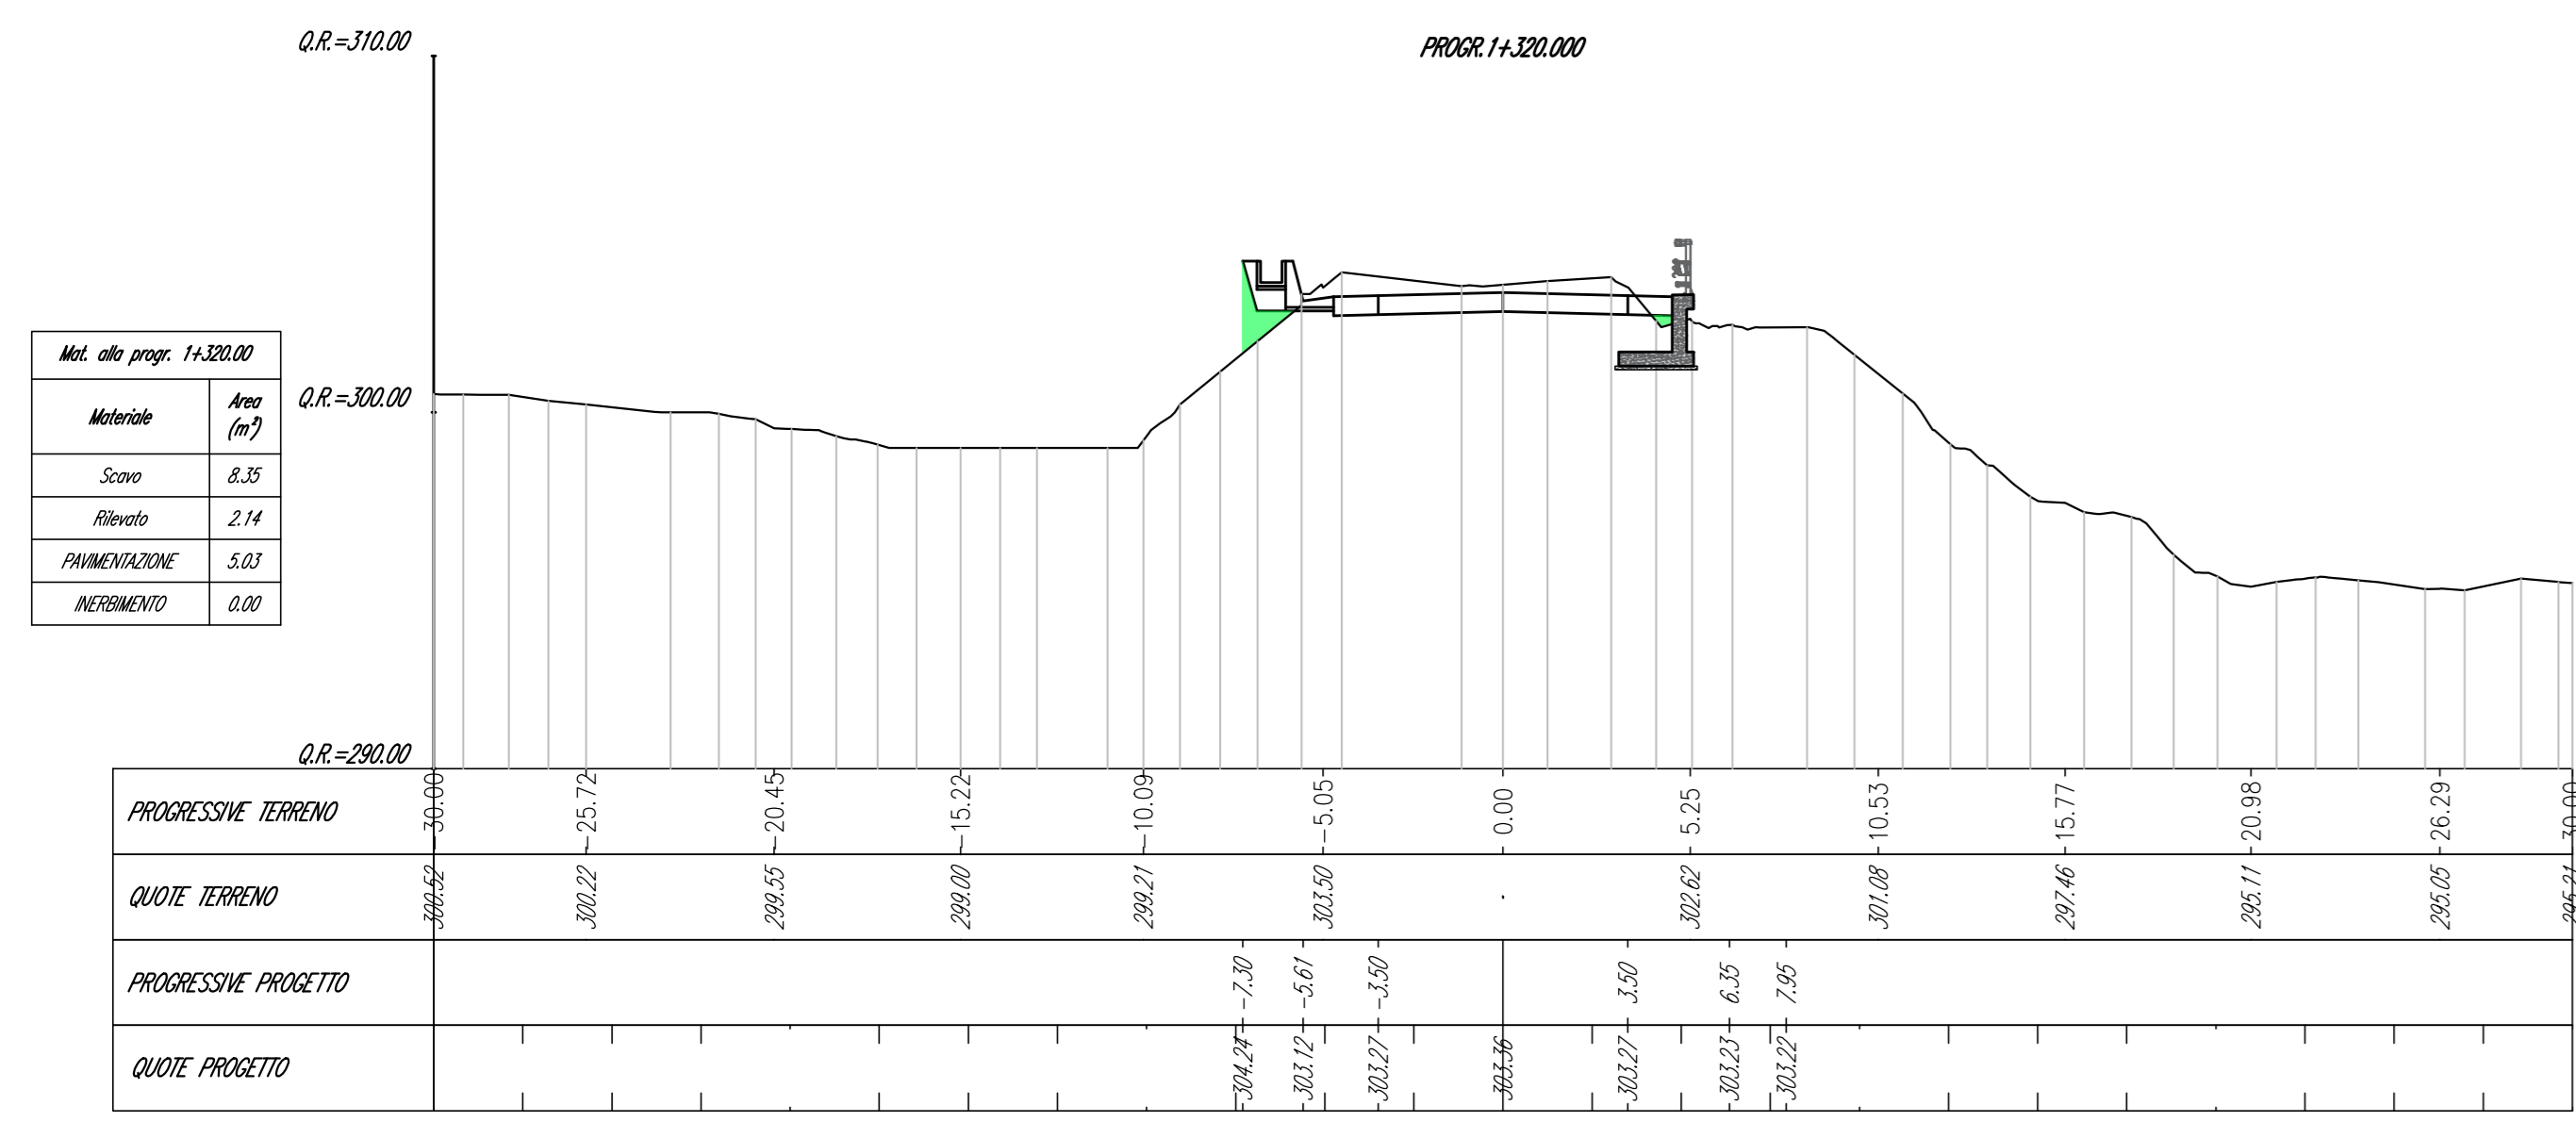 Q.R.=310.00
PROGR.1+320.000
Mat. alla progr. 1+320.00
Materiale Area (m²)
Q.R.=300.00
Scavo 8.35
Rilevato 2.14
PAVIMENTAZIONE 5.03
INERBIMENTO 0.00
Q.R.=290.00
PROGRESSIVE TERRENO -30.00 -25.72 -20.45 -15.22 -10.09 -5.05 0.00 5.25 10.53 15.77 20.98 26.29 30.00
QUOTE TERRENO 300.52 300.22 299.55 299.00 299.21 303.50 302.62 301.08 297.46 295.11 295.05 295.21
PROGRESSIVE PROGETTO -7.30 -5.61 -3.50 3.50 6.35 7.95
QUOTE PROGETTO 304.24 303.12 303.27 303.36 303.27 303.23 303.22